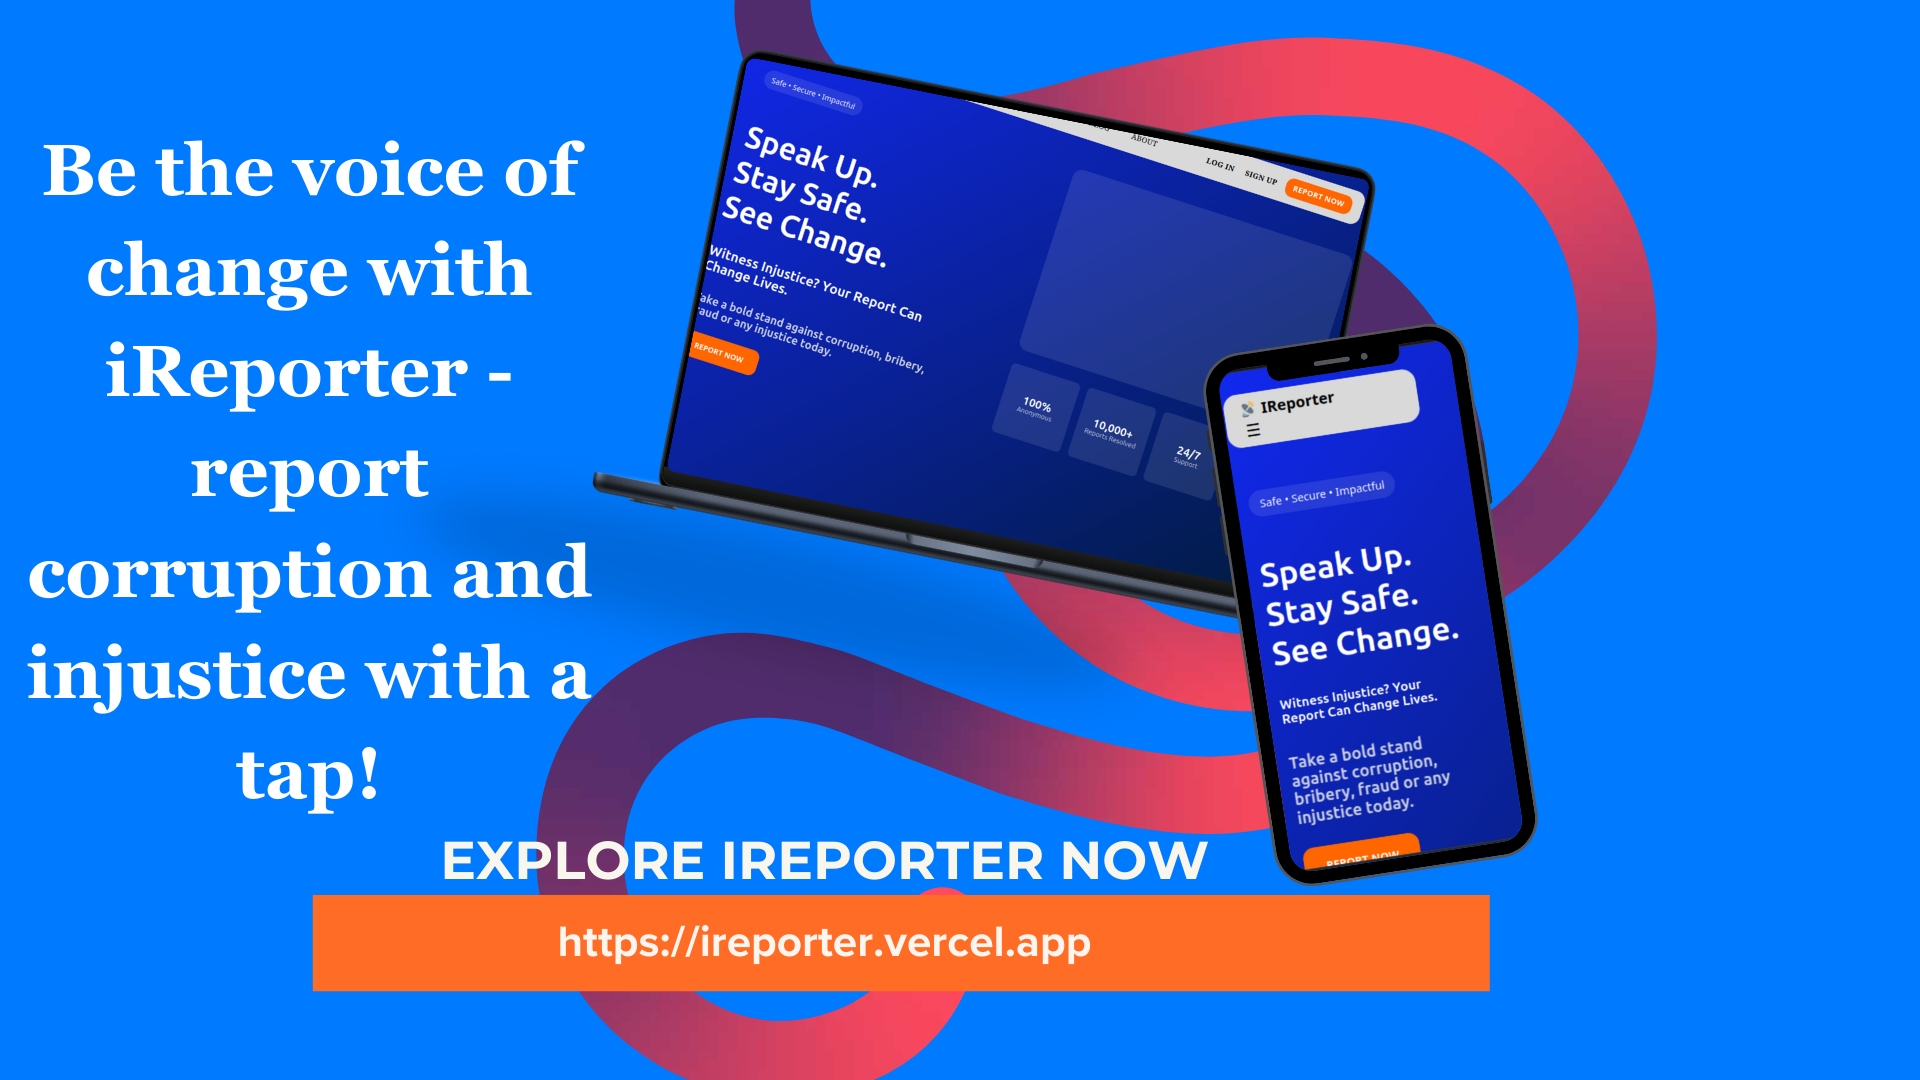 Be the voice of
change with
iReporter -
report
corruption and
injustice with a
tap!
Safe • Secure • Impactful
Speak Up.
Stay Safe.
See Change.
Witness Injustice? Your Report Can
Change Lives.
ake a bold stand against corruption, bribery,
aud or any injustice today.
REPORT NOW
ABOUT
LOG IN
SIGN UP
REPORT NOW
100%
Anonymous
10,000+
Reports Resolved
24/7
Support
IReporter
☰
Safe • Secure • Impactful
Speak Up.
Stay Safe.
See Change.
Witness Injustice? Your
Report Can Change Lives.
Take a bold stand
against corruption,
bribery, fraud or any
injustice today.
REPORT NOW
EXPLORE IREPORTER NOW
https://ireporter.vercel.app